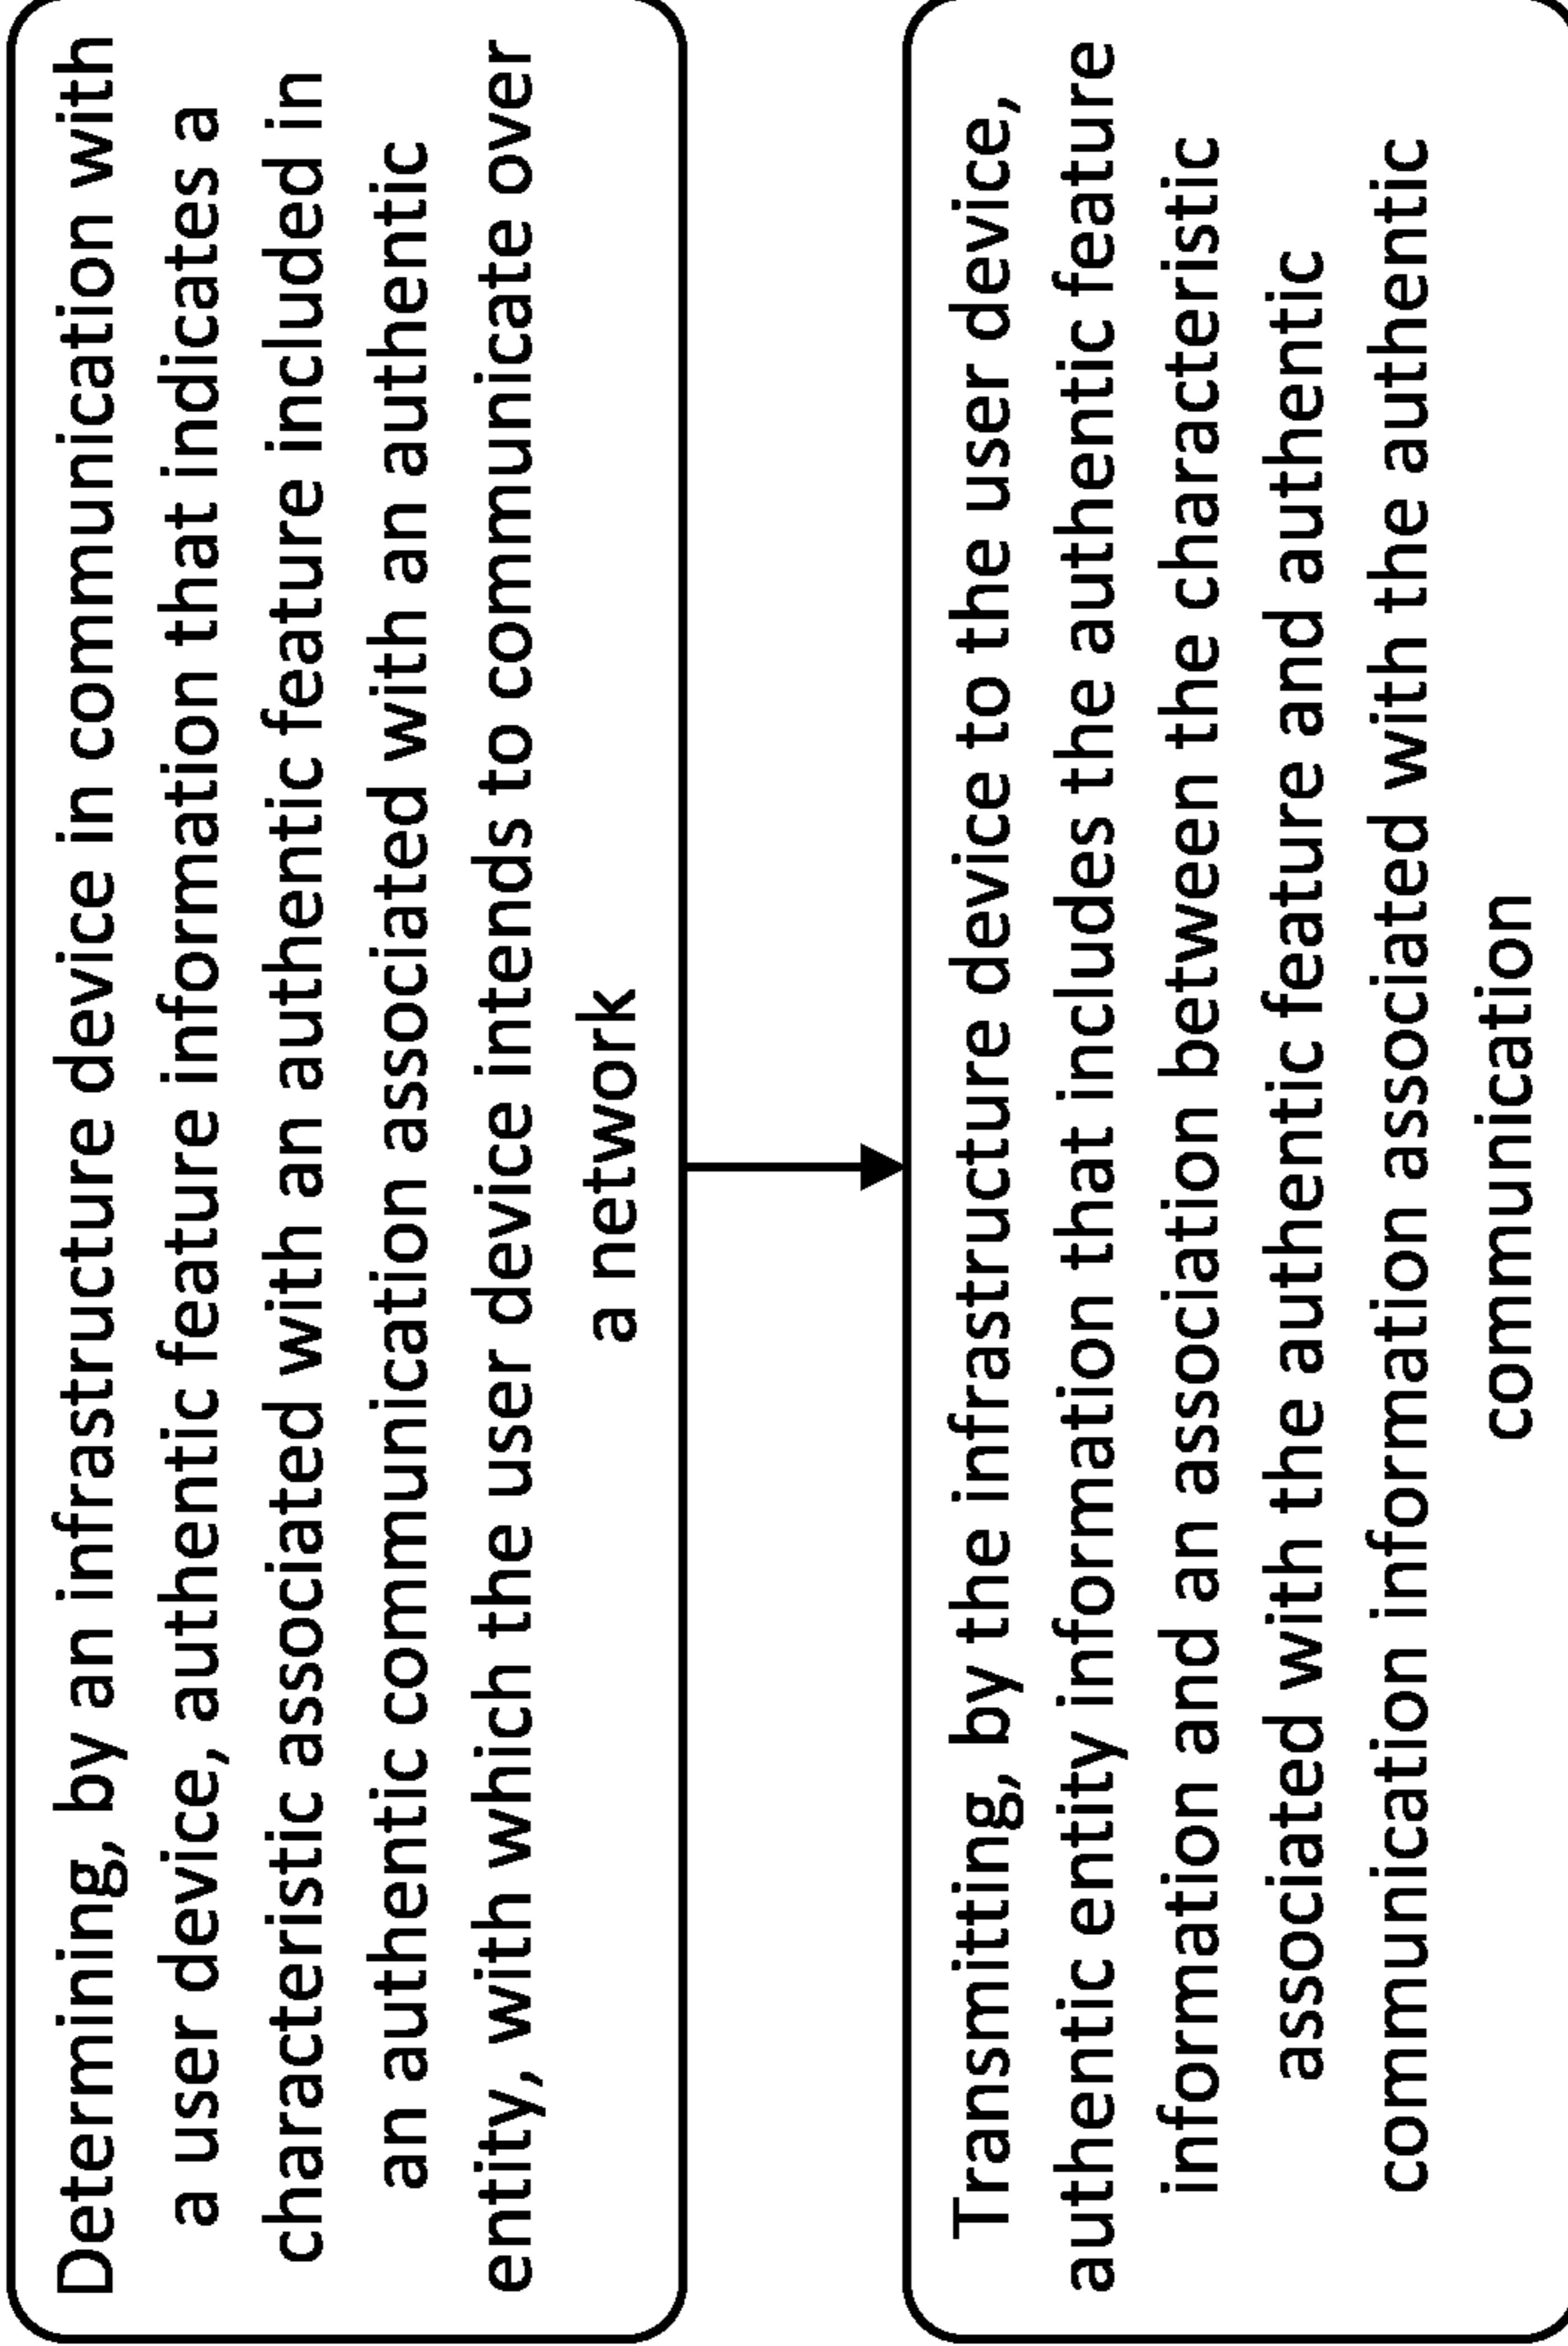 Determining, by an infrastructure device in communication with
a user device, authentic feature information that indicates a
characteristic associated with an authentic feature included in
an authentic communication associated with an authentic
entity, with which the user device intends to communicate over
a network
Transmitting, by the infrastructure device to the user device,
authentic entity information that includes the authentic feature
information and an association between the characteristic
associated with the authentic feature and authentic
communication information associated with the authentic
communication